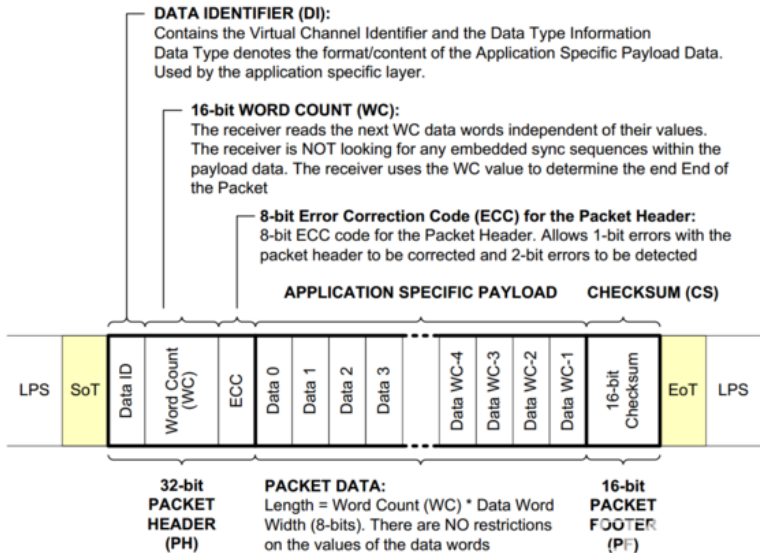 DATA IDENTIFIER (DI):
Contains the Virtual Channel Identifier and the Data Type Information
Data Type denotes the format/content of the Application Specific Payload Data.
Used by the application specific layer.
16-bit WORD COUNT (WC):
The receiver reads the next WC data words independent of their values.
The receiver is NOT looking for any embedded sync sequences within the
payload data. The receiver uses the WC value to determine the end End of
the Packet
8-bit Error Correction Code (ECC) for the Packet Header:
8-bit ECC code for the Packet Header. Allows 1-bit errors with the
packet header to be corrected and 2-bit errors to be detected
APPLICATION SPECIFIC PAYLOAD
CHECKSUM (CS)
LPS
SoT
Data ID
Word Count
(WC)
ECC
Data 0
Data 1
Data 2
Data 3
Data WC-4
Data WC-3
Data WC-2
Data WC-1
16-bit
Checksum
EoT
LPS
32-bit
PACKET
HEADER
(PH)
PACKET DATA:
Length = Word Count (WC) * Data Word
Width (8-bits). There are NO restrictions
on the values of the data words
16-bit
PACKET
FOOTER
(PF)